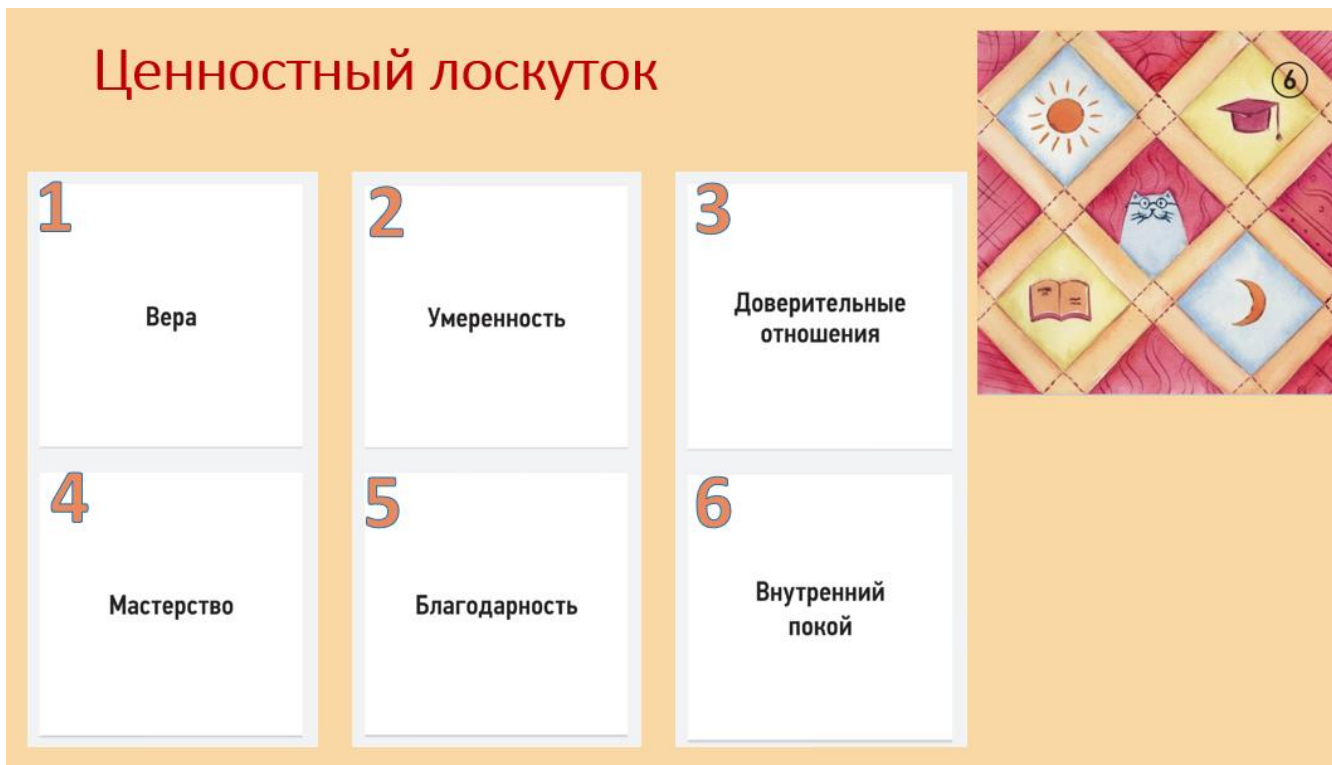 Ценностный лоскуток
6
1
Вера
2
Умеренность
3
Доверительные
отношения
4
Мастерство
5
Благодарность
6
Внутренний
покой